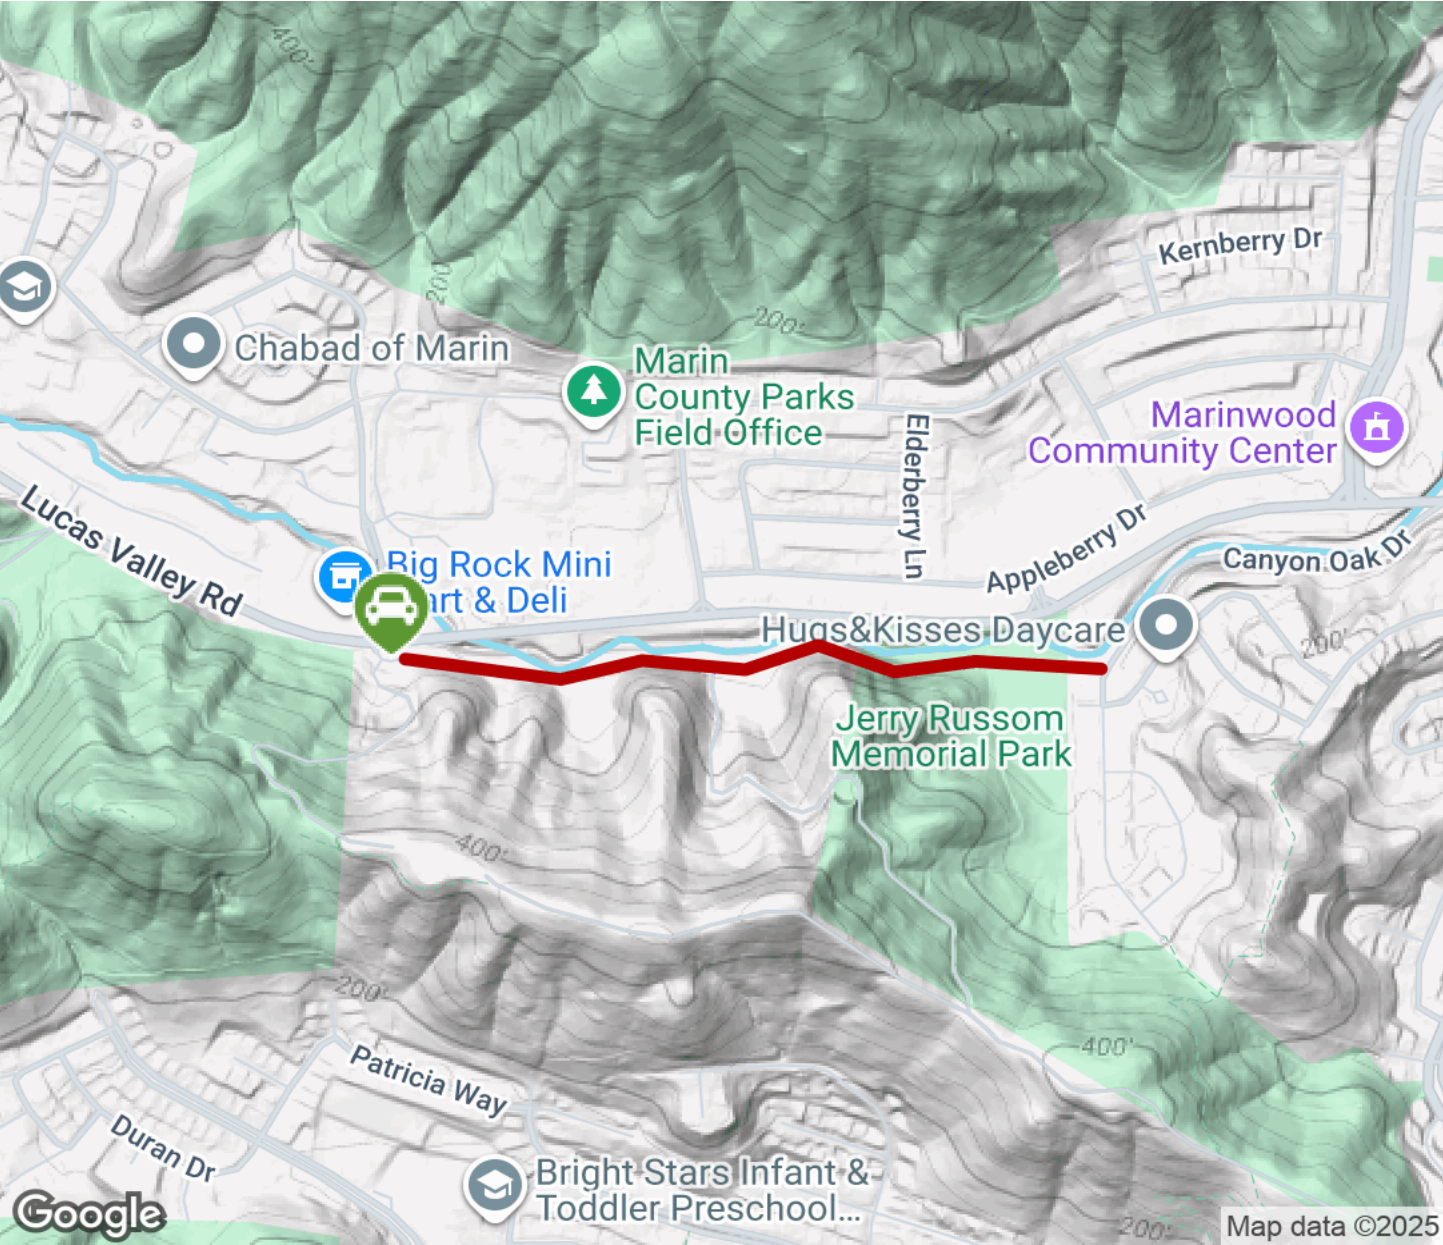 400'
Kernberry Dr
200'
200'
Chabad of Marin
Marin
County Parks
Field Office
Elderberry Ln
Marinwood
Community Center
Lucas Valley Rd
Appleberry Dr
Canyon Oak Dr
Big Rock Mini
art & Deli
Hugs&Kisses Daycare
200'
Jerry Russom
Memorial Park
400'
200'
400'
Patricia Way
Duran Dr
Bright Stars Infant &
Toddler Preschool...
Google
200'
Map data ©2025